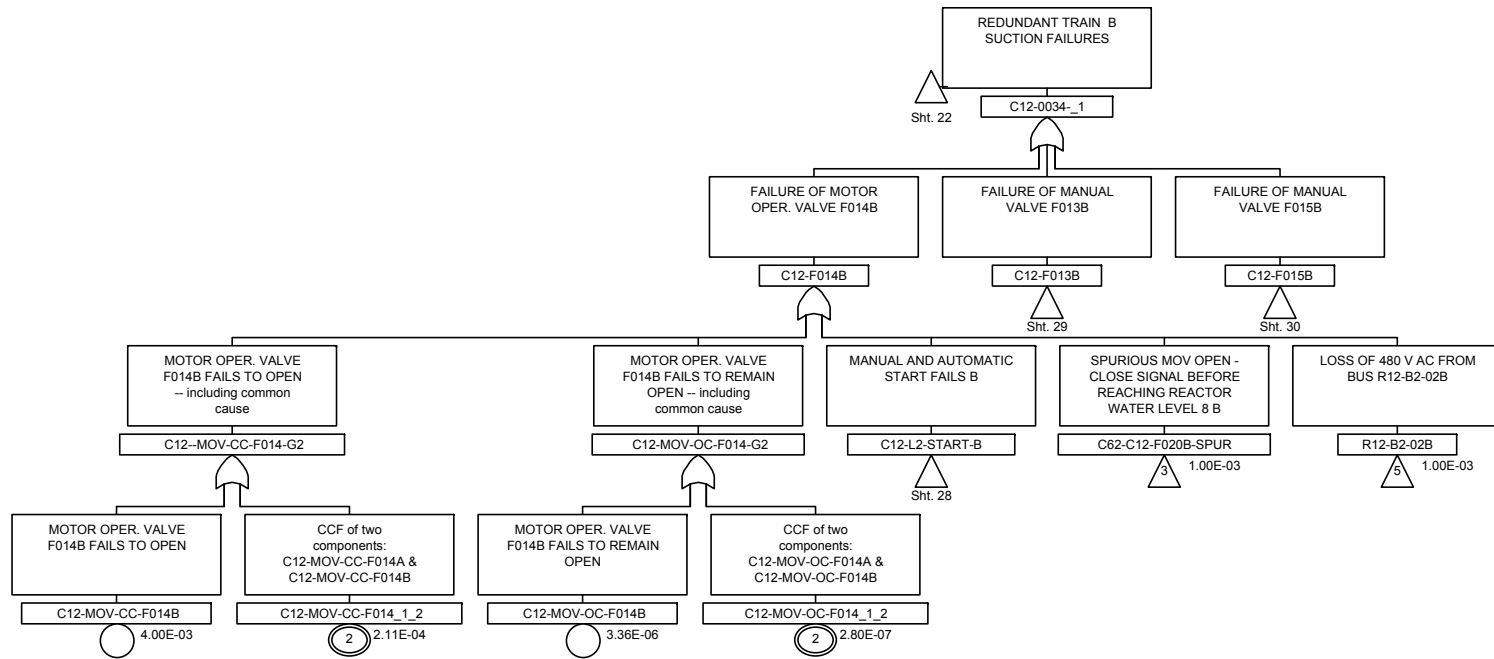 REDUNDANT TRAIN B
SUCTION FAILURES
Sht. 22
C12-0034-_1
FAILURE OF MOTOR
OPER. VALVE F014B
C12-F014B
FAILURE OF MANUAL
VALVE F013B
C12-F013B
Sht. 29
FAILURE OF MANUAL
VALVE F015B
C12-F015B
Sht. 30
MOTOR OPER. VALVE
F014B FAILS TO OPEN
-- including common
cause
C12--MOV-CC-F014-G2
MOTOR OPER. VALVE
F014B FAILS TO REMAIN
OPEN -- including
common cause
C12-MOV-OC-F014-G2
MANUAL AND AUTOMATIC
START FAILS B
C12-L2-START-B
Sht. 28
SPURIOUS MOV OPEN -
CLOSE SIGNAL BEFORE
REACHING REACTOR
WATER LEVEL 8 B
C62-C12-F020B-SPUR
3 1.00E-03
LOSS OF 480 V AC FROM
BUS R12-B2-02B
R12-B2-02B
5 1.00E-03
MOTOR OPER. VALVE
F014B FAILS TO OPEN
C12-MOV-CC-F014B
4.00E-03
CCF of two
components:
C12-MOV-CC-F014A &
C12-MOV-CC-F014B
C12-MOV-CC-F014_1_2
2 2.11E-04
MOTOR OPER. VALVE
F014B FAILS TO REMAIN
OPEN
C12-MOV-OC-F014B
3.36E-06
CCF of two
components:
C12-MOV-OC-F014A &
C12-MOV-OC-F014B
C12-MOV-OC-F014_1_2
2 2.80E-07